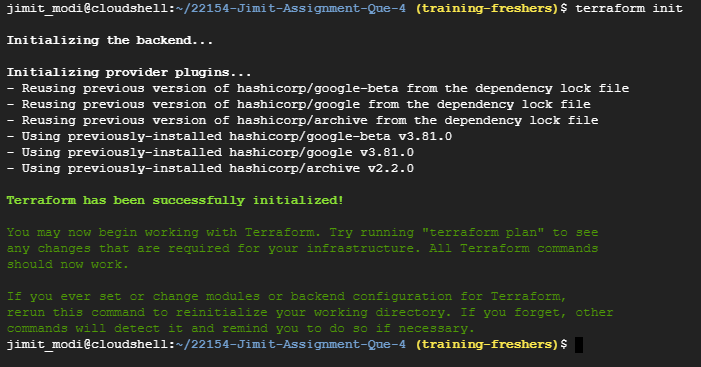 jimit_modi@cloudshell:~/22154-Jimit-Assignment-Que-4 (training-freshers)$ terraform init
Initializing the backend...
Initializing provider plugins...
- Reusing previous version of hashicorp/google-beta from the dependency lock file
- Reusing previous version of hashicorp/google from the dependency lock file
- Reusing previous version of hashicorp/archive from the dependency lock file
- Using previously-installed hashicorp/google-beta v3.81.0
- Using previously-installed hashicorp/google v3.81.0
- Using previously-installed hashicorp/archive v2.2.0
Terraform has been successfully initialized!
You may now begin working with Terraform. Try running "terraform plan" to see
any changes that are required for your infrastructure. All Terraform commands
should now work.
If you ever set or change modules or backend configuration for Terraform,
rerun this command to reinitialize your working directory. If you forget, other
commands will detect it and remind you to do so if necessary.
jimit_modi@cloudshell:~/22154-Jimit-Assignment-Que-4 (training-freshers)$